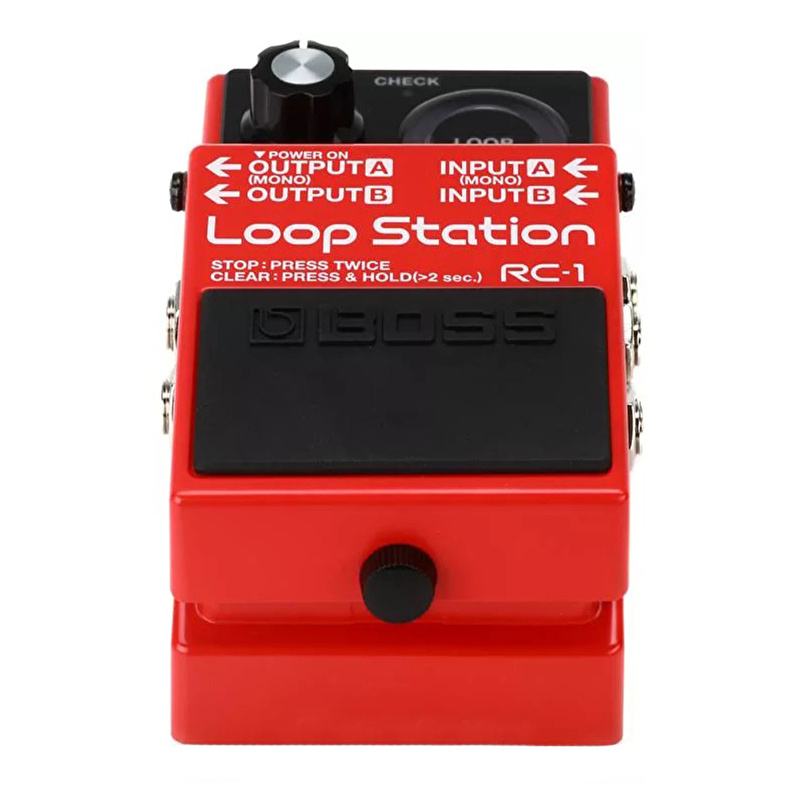 CHECK
LOOP
▼POWER ON
← OUTPUT A
(MONO)
← OUTPUT B
INPUT A ←
(MONO)
INPUT B ←
Loop Station
STOP : PRESS TWICE
CLEAR : PRESS & HOLD(>2 sec.)
RC-1
BOSS